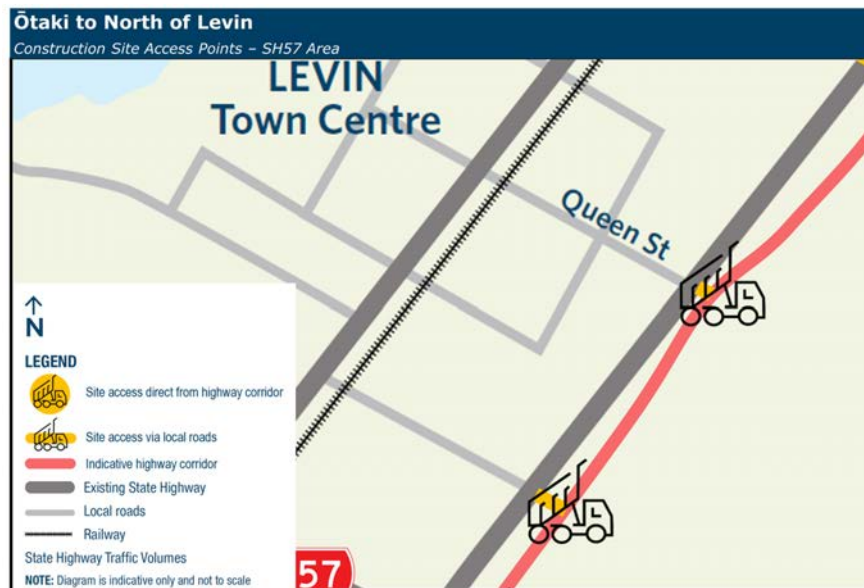 Ōtaki to North of Levin
Construction Site Access Points – SH57 Area
LEVIN
Town Centre
Queen St
N
LEGEND
Site access direct from highway corridor
Site access via local roads
Indicative highway corridor
Existing State Highway
Local roads
Railway
State Highway Traffic Volumes
NOTE: Diagram is indicative only and not to scale
57